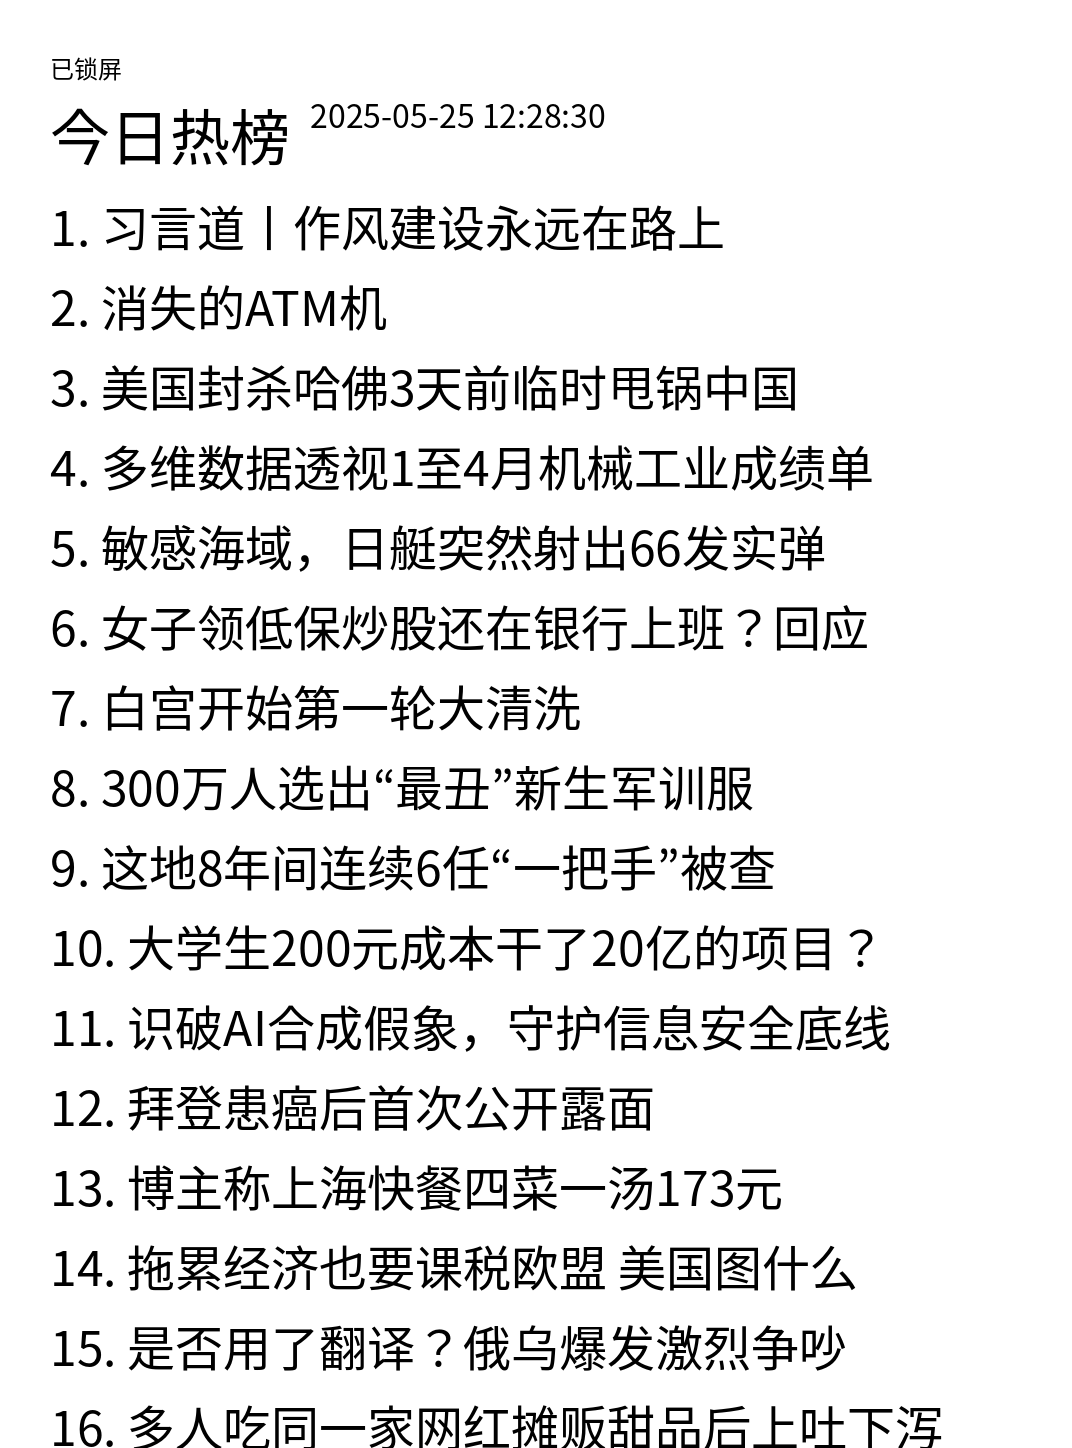 已锁屏
今日热榜 2025-05-25 12:28:30
1. 习言道丨作风建设永远在路上
2. 消失的ATM机
3. 美国封杀哈佛3天前临时甩锅中国
4. 多维数据透视1至4月机械工业成绩单
5. 敏感海域，日艇突然射出66发实弹
6. 女子领低保炒股还在银行上班？回应
7. 白宫开始第一轮大清洗
8. 300万人选出“最丑”新生军训服
9. 这地8年间连续6任“一把手”被查
10. 大学生200元成本干了20亿的项目？
11. 识破AI合成假象，守护信息安全底线
12. 拜登患癌后首次公开露面
13. 博主称上海快餐四菜一汤173元
14. 拖累经济也要课税欧盟 美国图什么
15. 是否用了翻译？俄乌爆发激烈争吵
16. 多人吃同一家网红摊贩甜品后上吐下泻